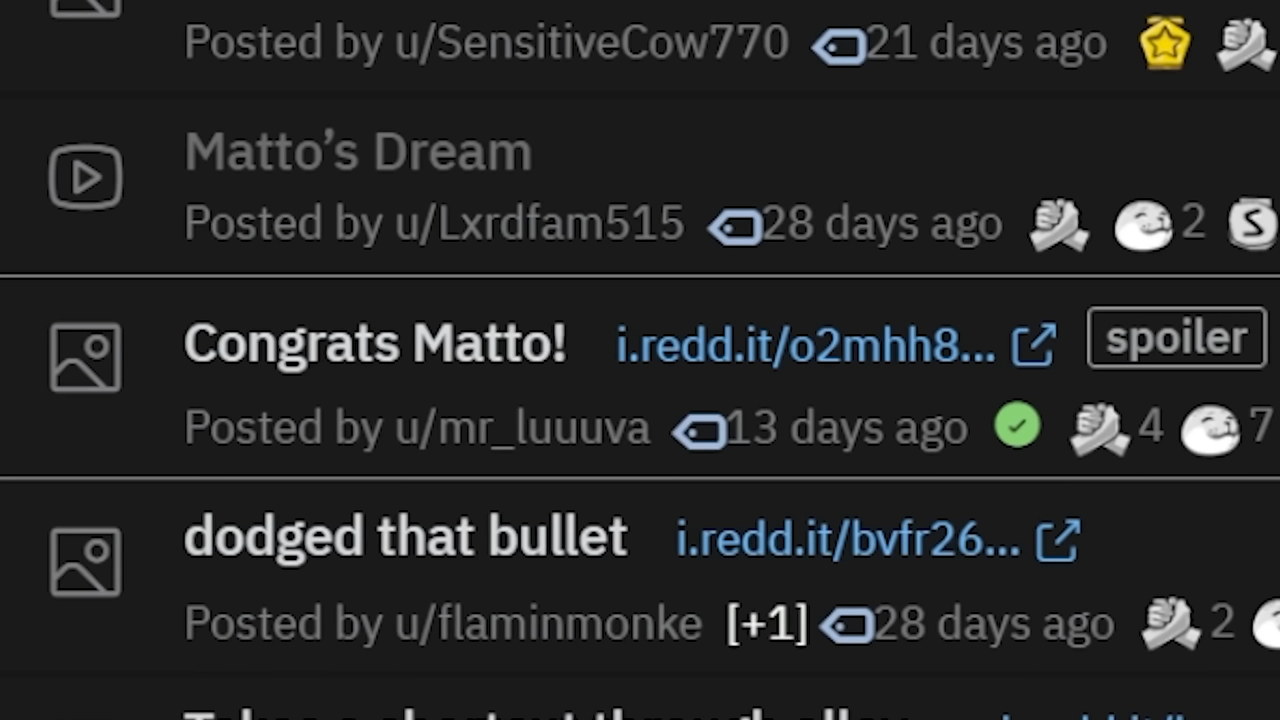 Posted by u/SensitiveCow770 21 days ago
Matto’s Dream
Posted by u/Lxrdfam515 28 days ago 2 S
Congrats Matto! i.redd.it/o2mhh8... spoiler
Posted by u/mr_luuuva 13 days ago 4 7
dodged that bullet i.redd.it/bvfr26...
Posted by u/flaminmonke [+1] 28 days ago 2